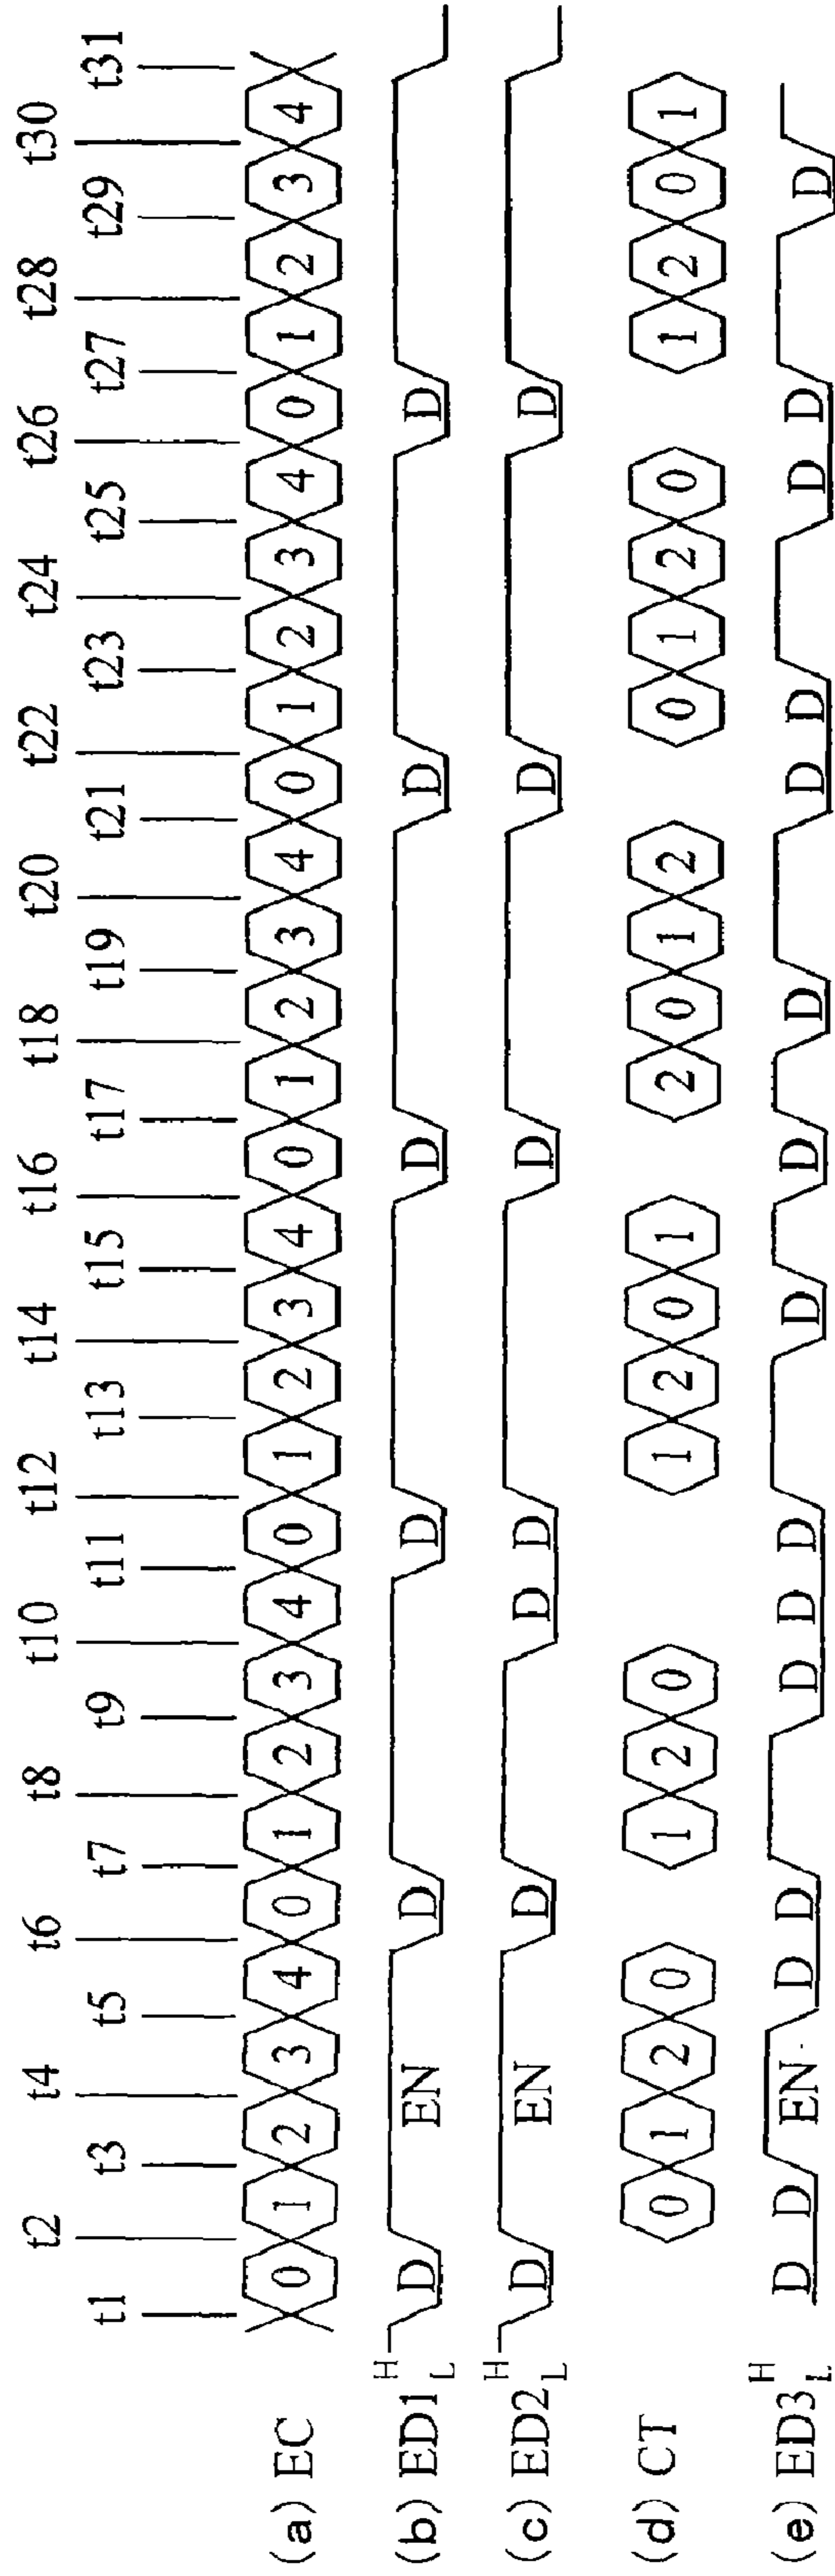 t2 t4 t6 t8 t10 t12 t14 t16 t18 t20 t22 t24 t26 t28 t30
t1 t3 t5 t7 t9 t11 t13 t15 t17 t19 t21 t23 t25 t27 t29 t31
(a) EC 0 1 2 3 4 0 1 2 3 4 0 1 2 3 4 0 1 2 3 4 0 1 2 3 4 0 1 2 3 4
(b) ED1 H L D EN D D D D D
(c) ED2 H L D EN D D D D D D
(d) CT 0 1 2 0 1 2 0 1 2 0 1 2 0 1 2 0 1 2 0 1 2 0 1
(e) ED3 H L D D EN D D D D D D D D D D D D D